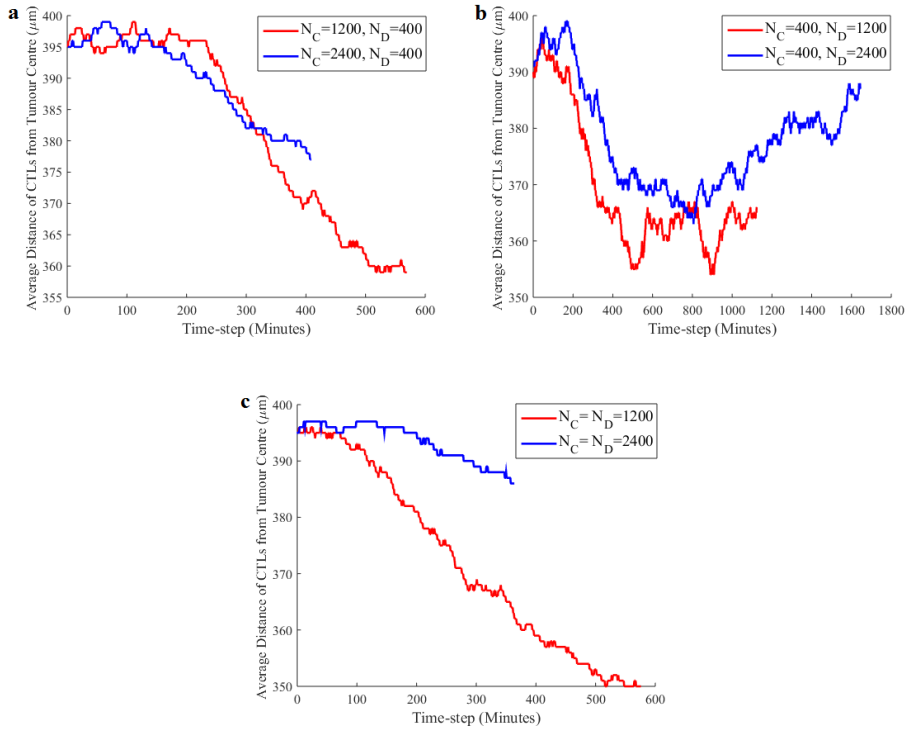 a
N_C=1200, N_D=400
N_C=2400, N_D=400
400
395
390
385
380
375
370
365
360
355
350
Average Distance of CTLs from Tumour Centre (μm)
0 100 200 300 400 500 600
Time-step (Minutes)
b
N_C=400, N_D=1200
N_C=400, N_D=2400
400
390
380
370
360
350
Average Distance of CTLs from Tumour Centre (μm)
0 200 400 600 800 1000 1200 1400 1600 1800
Time-step (Minutes)
c
N_C= N_D=1200
N_C= N_D=2400
400
390
380
370
360
350
Average Distance of CTLs from Tumour Centre (μm)
0 100 200 300 400 500 600
Time-step (Minutes)